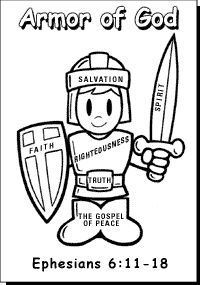 Armor of God
SALVATION
SPIRIT
FAITH
RIGHTEOUSNESS
TRUTH
THE GOSPEL
OF PEACE
Ephesians 6:11-18